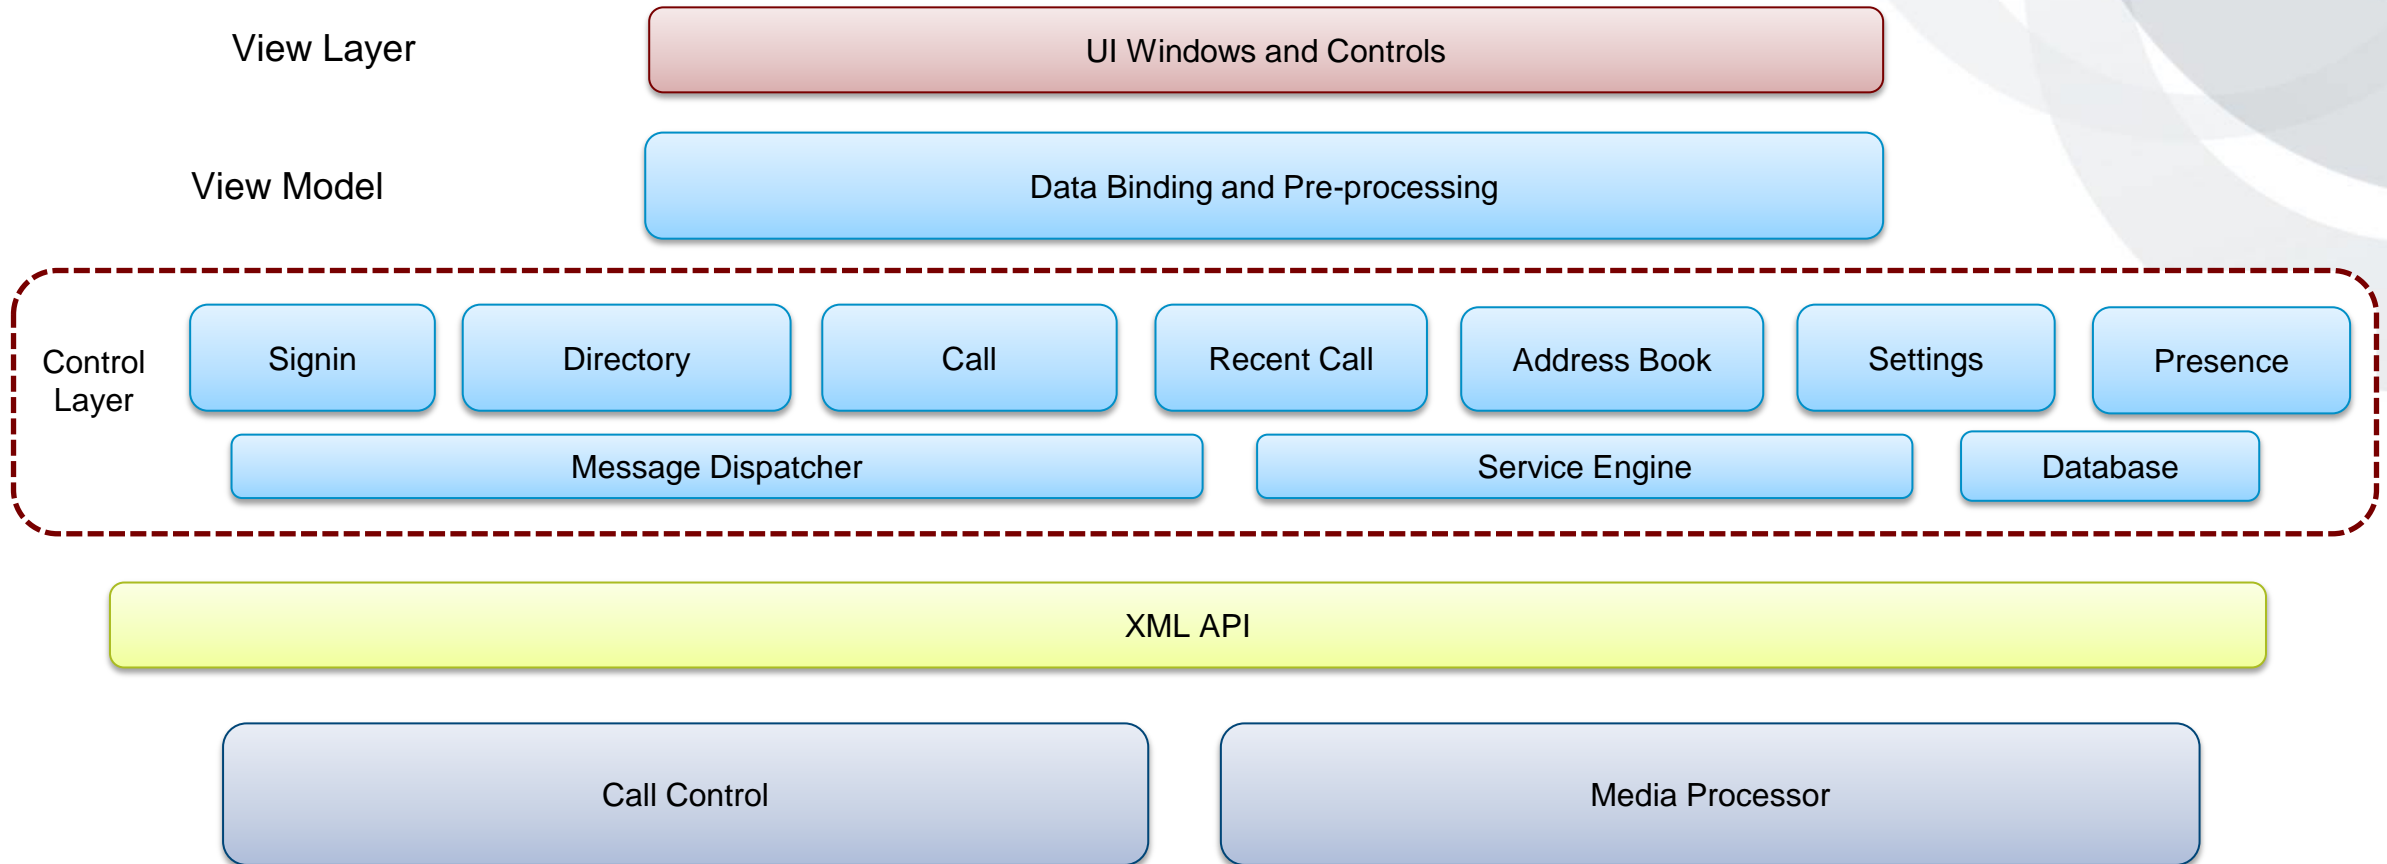 View Layer
UI Windows and Controls
View Model
Data Binding and Pre-processing
Control
Layer
Signin
Directory
Call
Recent Call
Address Book
Settings
Presence
Message Dispatcher
Service Engine
Database
XML API
Call Control
Media Processor